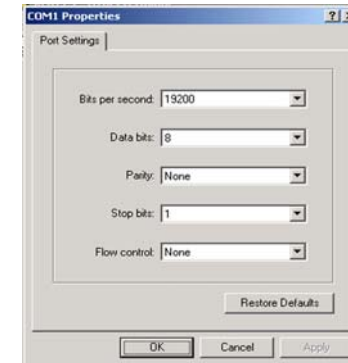 COM1 Properties
Port Settings
Bits per second: 19200
Data bits: 8
Parity: None
Stop bits: 1
Flow control: None
Restore Defaults
OK Cancel Apply